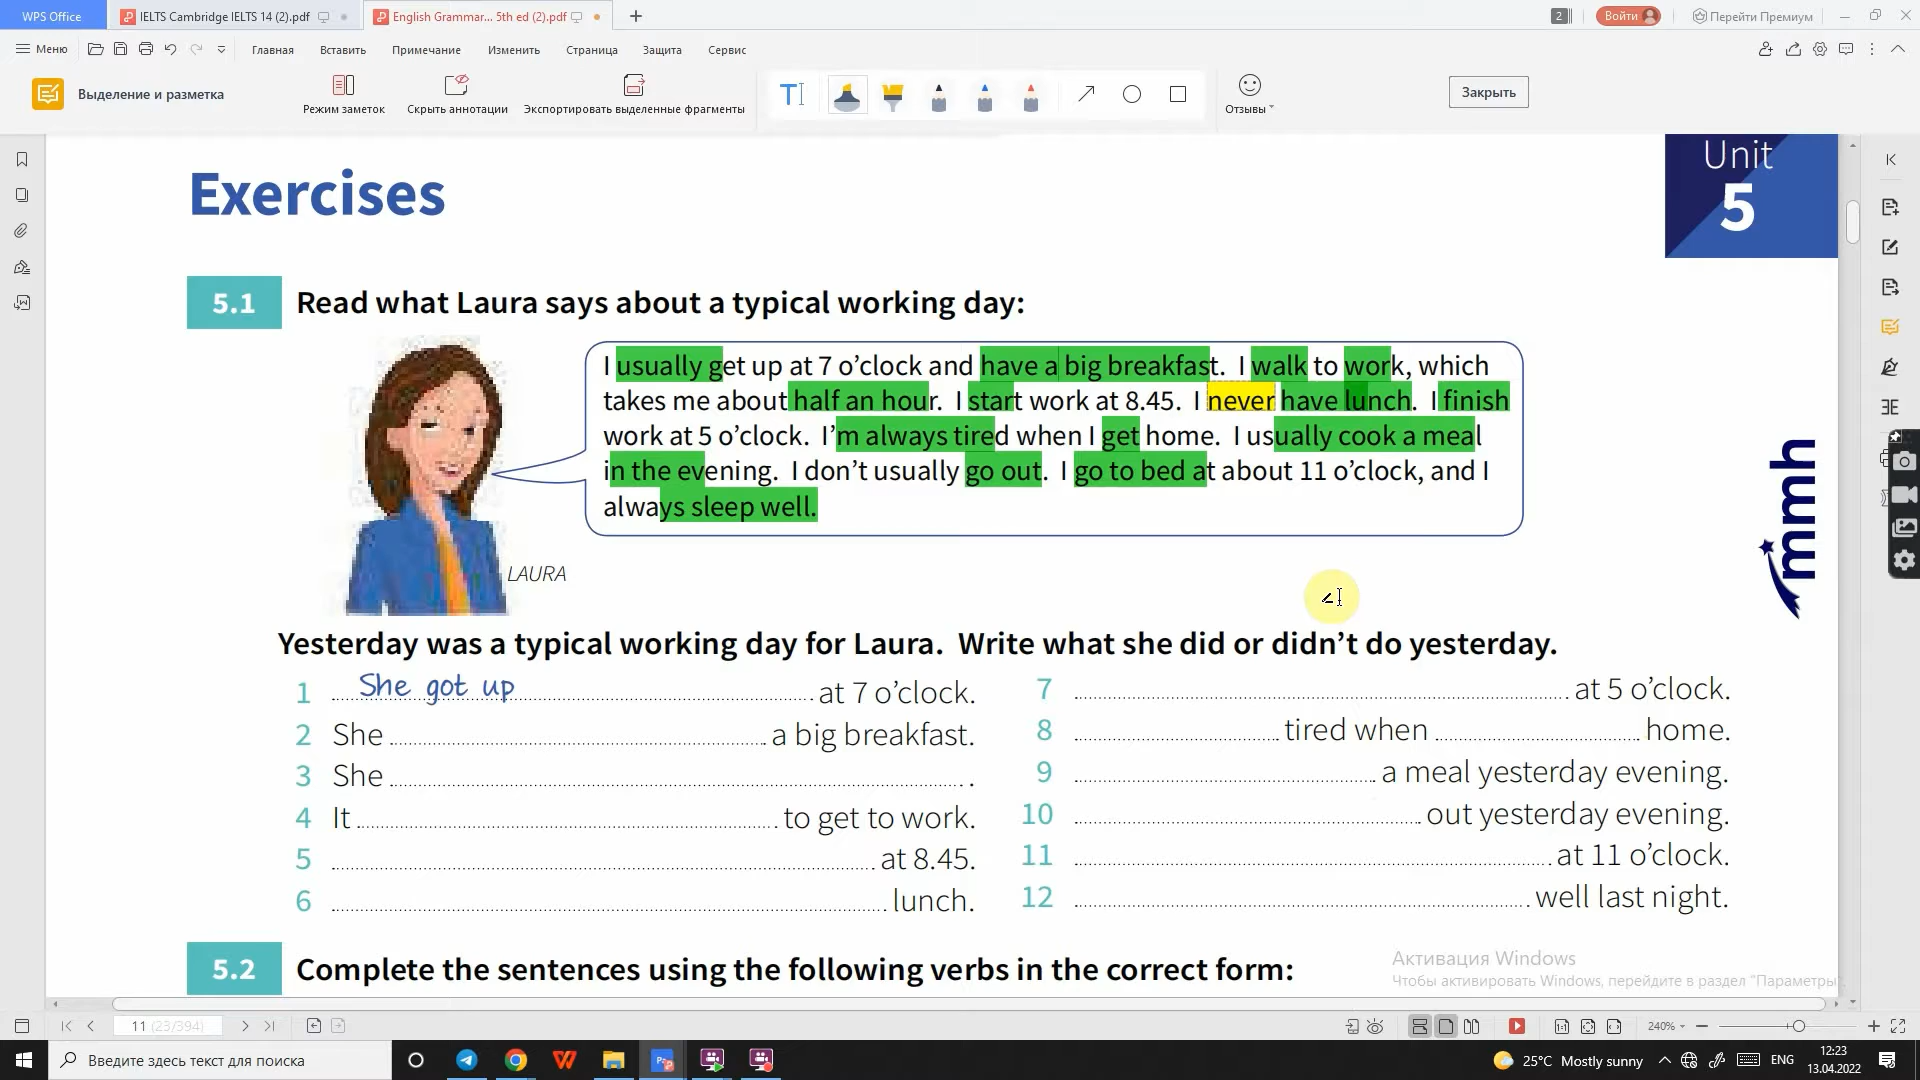 WPS Office
IELTS Cambridge IELTS 14 (2).pdf
English Grammar... 5th ed (2).pdf
2
Войти
Перейти Премиум
Меню
Главная
Вставить
Примечание
Изменить
Страница
Защита
Сервис
Выделение и разметка
Режим заметок
Скрыть аннотации
Экспортировать выделенные фрагменты
Отзывы
Закрыть
Exercises
Unit
5
5.1 Read what Laura says about a typical working day:
I usually get up at 7 o'clock and have a big breakfast. I walk to work, which
takes me about half an hour. I start work at 8.45. I never have lunch. I finish
work at 5 o'clock. I'm always tired when I get home. I usually cook a meal
in the evening. I don't usually go out. I go to bed at about 11 o'clock, and I
always sleep well.
LAURA
mmh
Yesterday was a typical working day for Laura. Write what she did or didn't do yesterday.
1 She got up at 7 o'clock.
2 She a big breakfast.
3 She .
4 It to get to work.
5 at 8.45.
6 lunch.
7 at 5 o'clock.
8 tired when home.
9 a meal yesterday evening.
10 out yesterday evening.
11 at 11 o'clock.
12 well last night.
5.2 Complete the sentences using the following verbs in the correct form:
Активация Windows
Чтобы активировать Windows, перейдите в раздел "Параметры
11 (23/394)
240%
Введите здесь текст для поиска
25°C Mostly sunny
ENG
12:23
13.04.2022